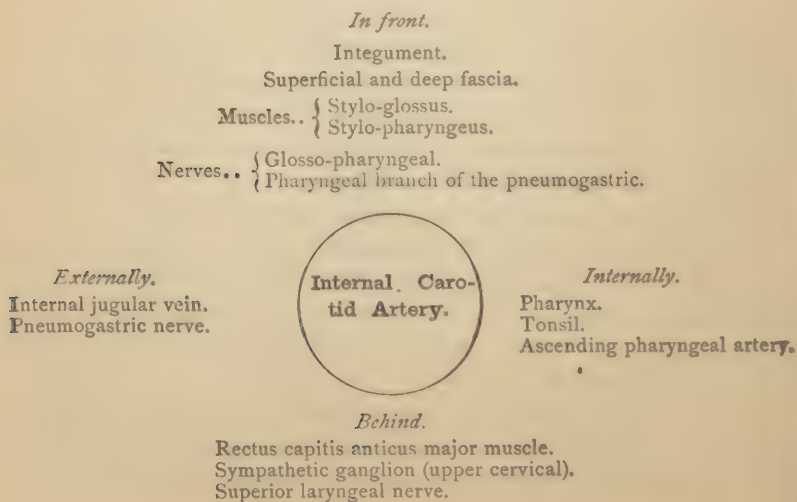 In front.
Integument.
Superficial and deep fascia.
Muscles.. { Stylo-glossus.
Stylo-pharyngeus.
Nerves.. { Glosso-pharyngeal.
Pharyngeal branch of the pneumogastric.
Externally.
Internal jugular vein.
Pneumogastric nerve.
Internal Caro-
tid Artery.
Internally.
Pharynx.
Tonsil.
Ascending pharyngeal artery.
Behind.
Rectus capitis anticus major muscle.
Sympathetic ganglion (upper cervical).
Superior laryngeal nerve.